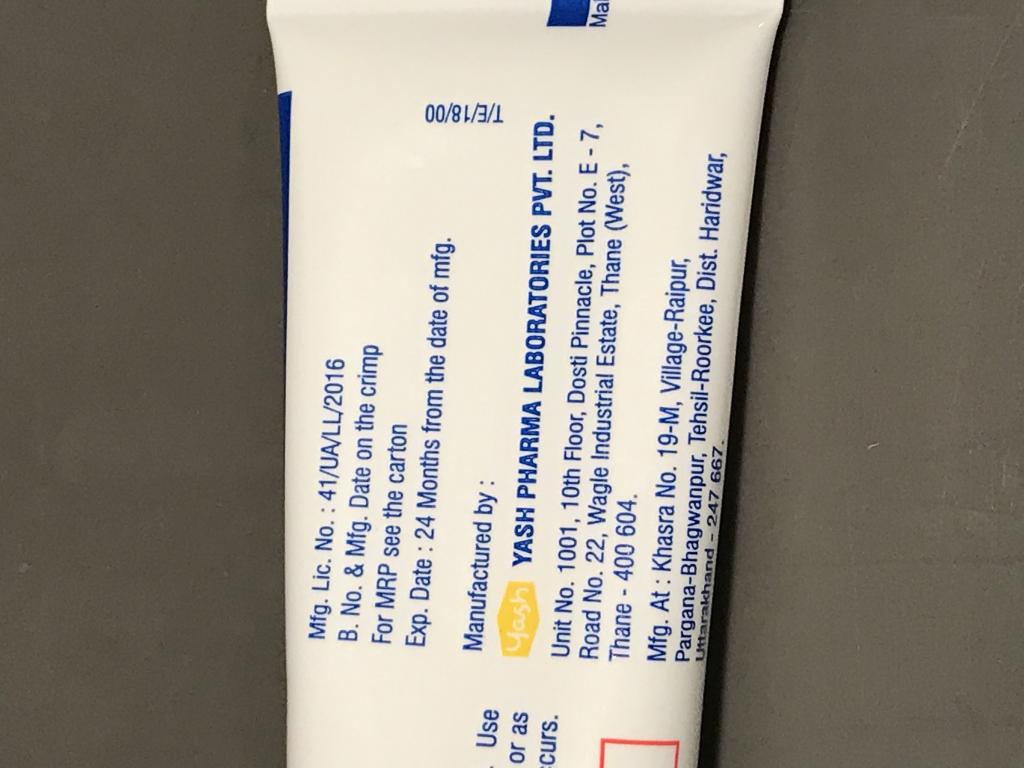 Mfg. Lic. No. : 41/UA/LL/2016
B. No. & Mfg. Date on the crimp
For MRP see the carton
Exp. Date : 24 Months from the date of mfg.
T/E/18/00
Manufactured by :
Yash YASH PHARMA LABORATORIES PVT. LTD.
Unit No. 1001, 10th Floor, Dosti Pinnacle, Plot No. E - 7,
Road No. 22, Wagle Industrial Estate, Thane (West),
Thane - 400 604.
Mfg. At : Khasra No. 19-M, Village-Raipur,
Pargana-Bhagwanpur, Tehsil-Roorkee, Dist. Haridwar,
Uttarakhand - 247 667.
Use
or as